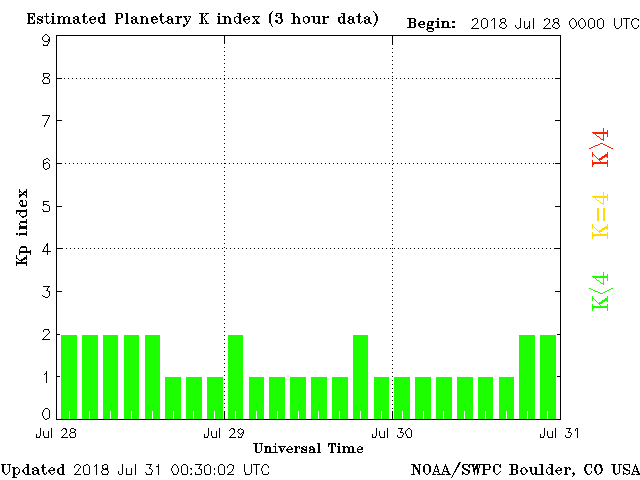 Estimated Planetary K index (3 hour data)
Begin: 2018 Jul 28 0000 UTC
9
8
7
6
5
4
3
2
1
0
Kp index
K>4
K=4
K<4
Jul 28
Jul 29
Jul 30
Jul 31
Universal Time
Updated 2018 Jul 31 00:30:02 UTC
NOAA/SWPC Boulder, CO USA